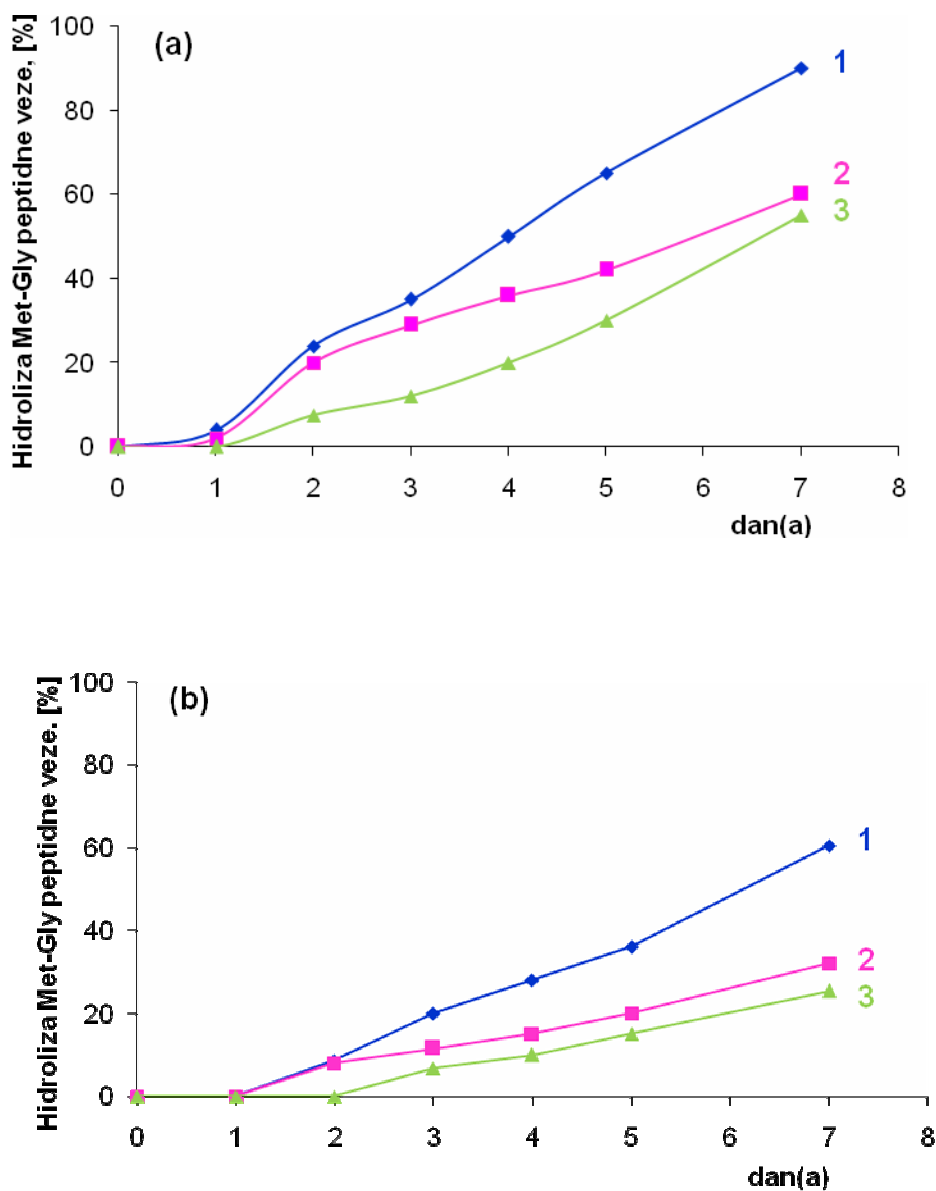 Hidroliza Met-Gly peptidne veze, [%]
(a)
100
80
60
40
20
0
1
2
3
0 1 2 3 4 5 6 7 8
dan(a)
Hidroliza Met-Gly peptidne veze. [%]
(b)
100
80
60
40
20
0
1
2
3
0 1 2 3 4 5 6 7 8
dan(a)